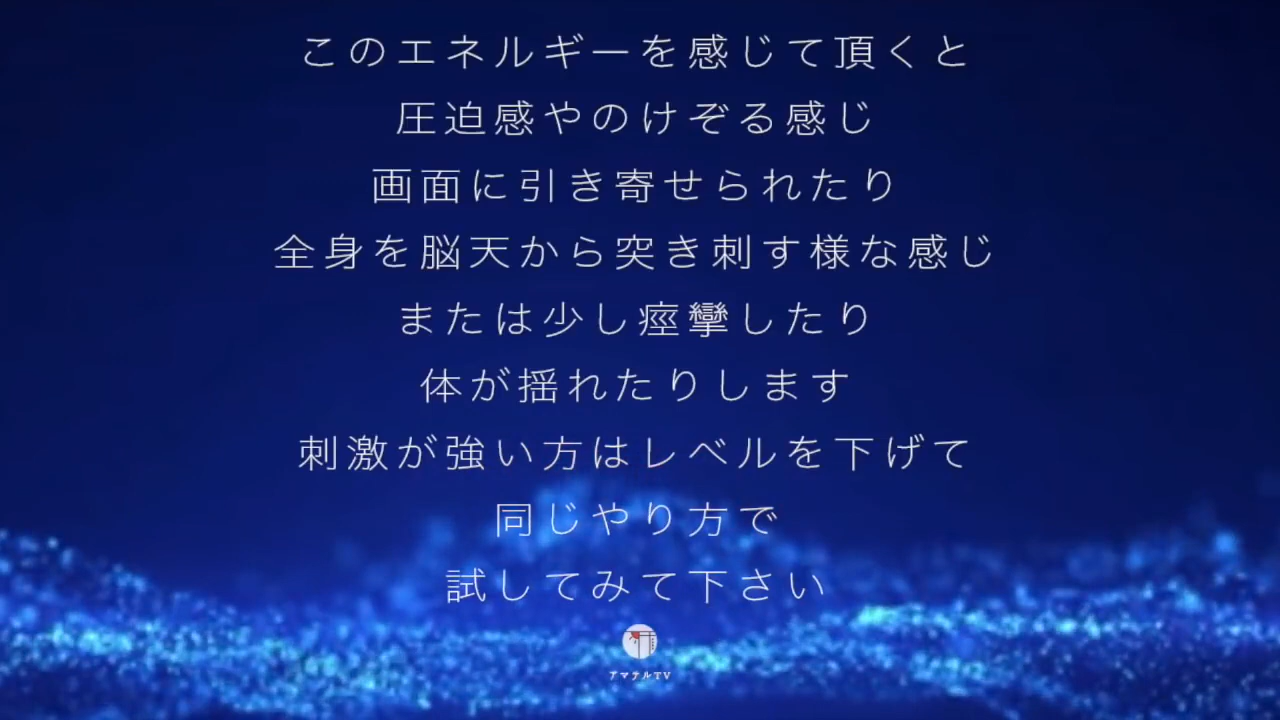 このエネルギーを感じて頂くと
圧迫感やのけぞる感じ
画面に引き寄せられたり
全身を脳天から突き刺す様な感じ
または少し痙攣したり
体が揺れたりします
刺激が強い方はレベルを下げて
同じやり方で
試してみて下さい
アマテルTV